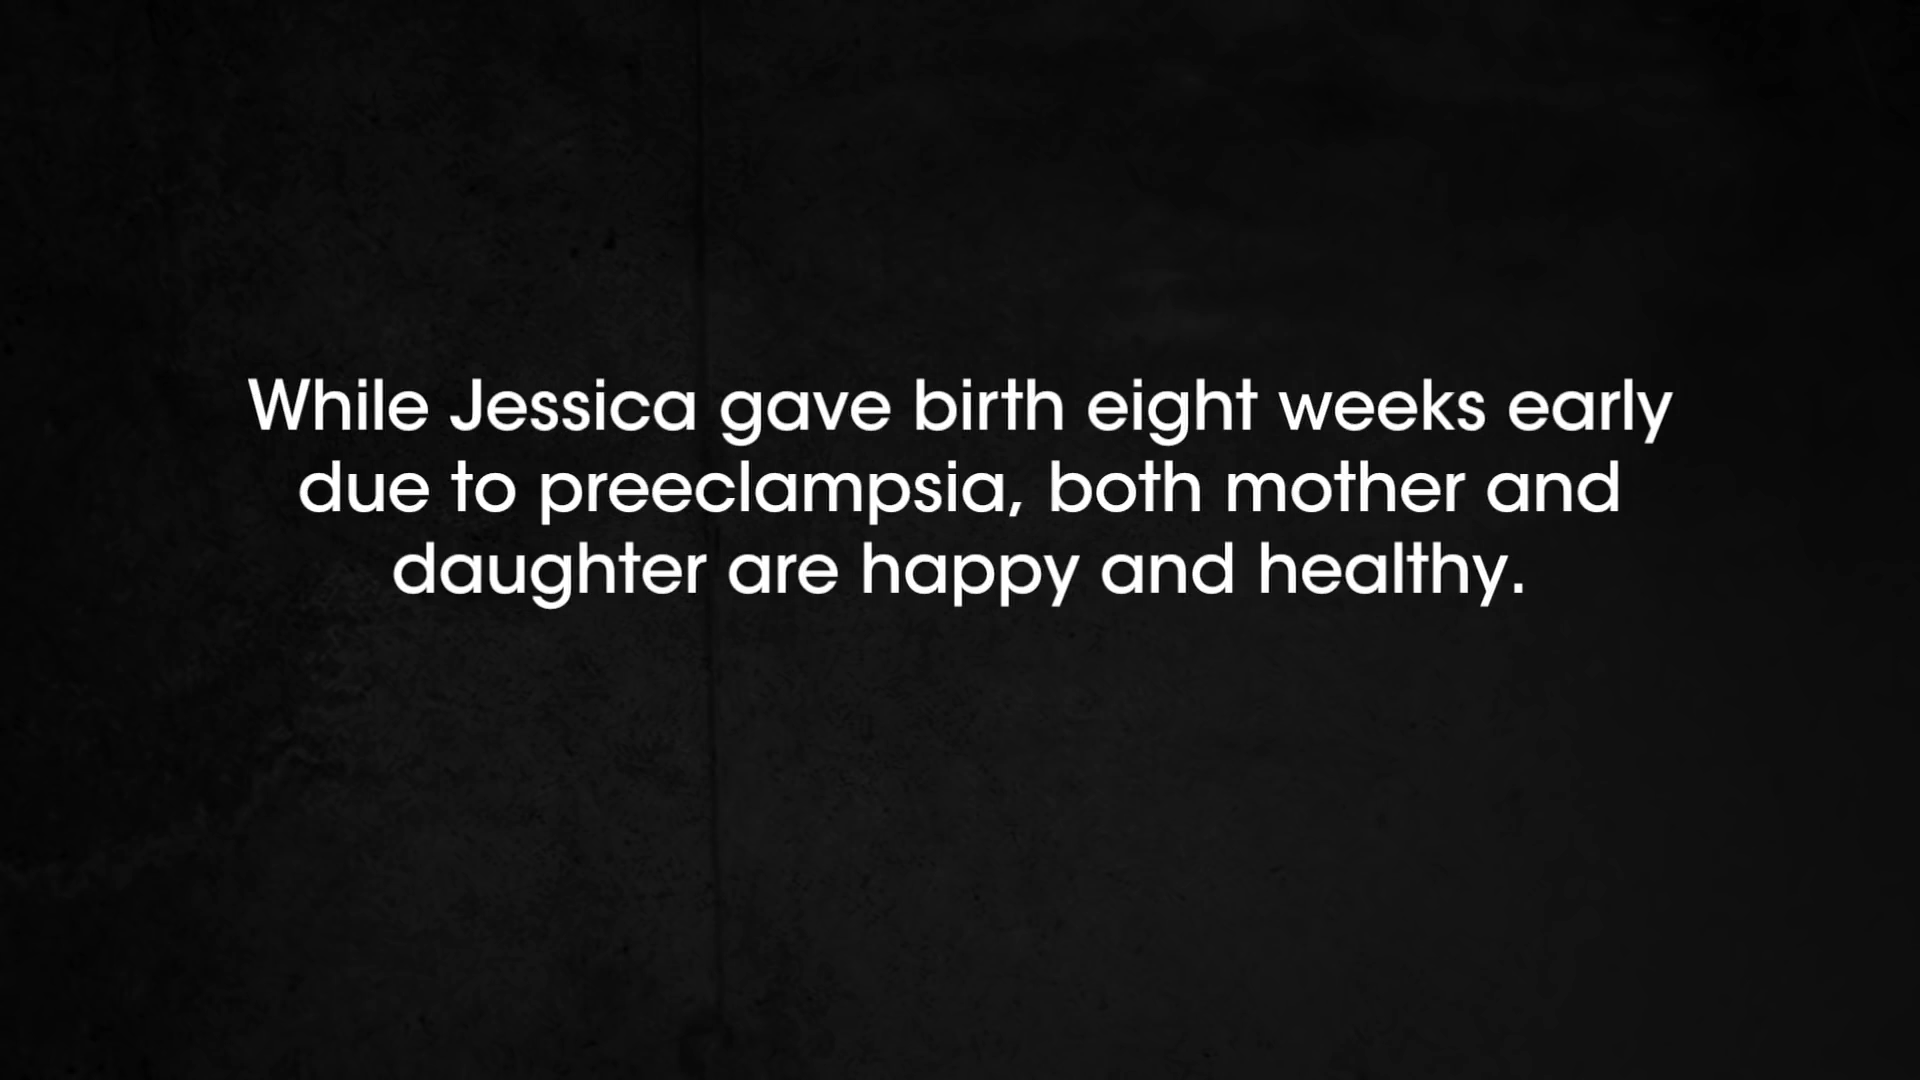 While Jessica gave birth eight weeks early
due to preeclampsia, both mother and
daughter are happy and healthy.